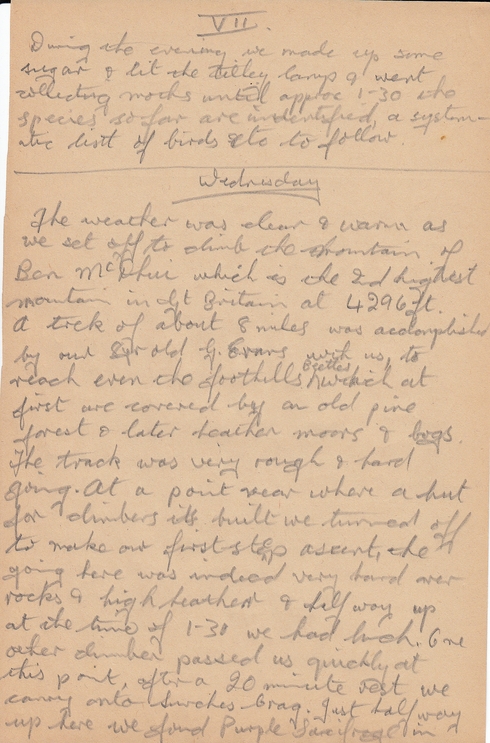 VII.
During the evening we made up some
sugar & lit the tilley lamp & went
collecting moths until approx 1-30 the
species so far are unidentified, a system-
atic list of birds etc to follow.
Wednesday
The weather was clear & warm as
we set off to climb the mountain of
Ben McDhui which is the 2nd highest
mountain in Gt Britain at 4296ft.
A trek of about 8 miles was accomplished
by our old G. Evans with us, to
reach even the foothills, which at
Beetles
first are covered by an old pine
forest & later heather moors & bogs.
The track was very rough & hard
going. At a point near where a hut
for climbers is built we turned off
to make our first steep ascent, the
going here was indeed very hard over
rocks & high heather & half way up
at the time of 1-30 we had lunch. One
other climber passed us quickly at
this point, after a 20 minute rest we
carry onto Crag. Just half way
up here we found Purple Saxifrage in